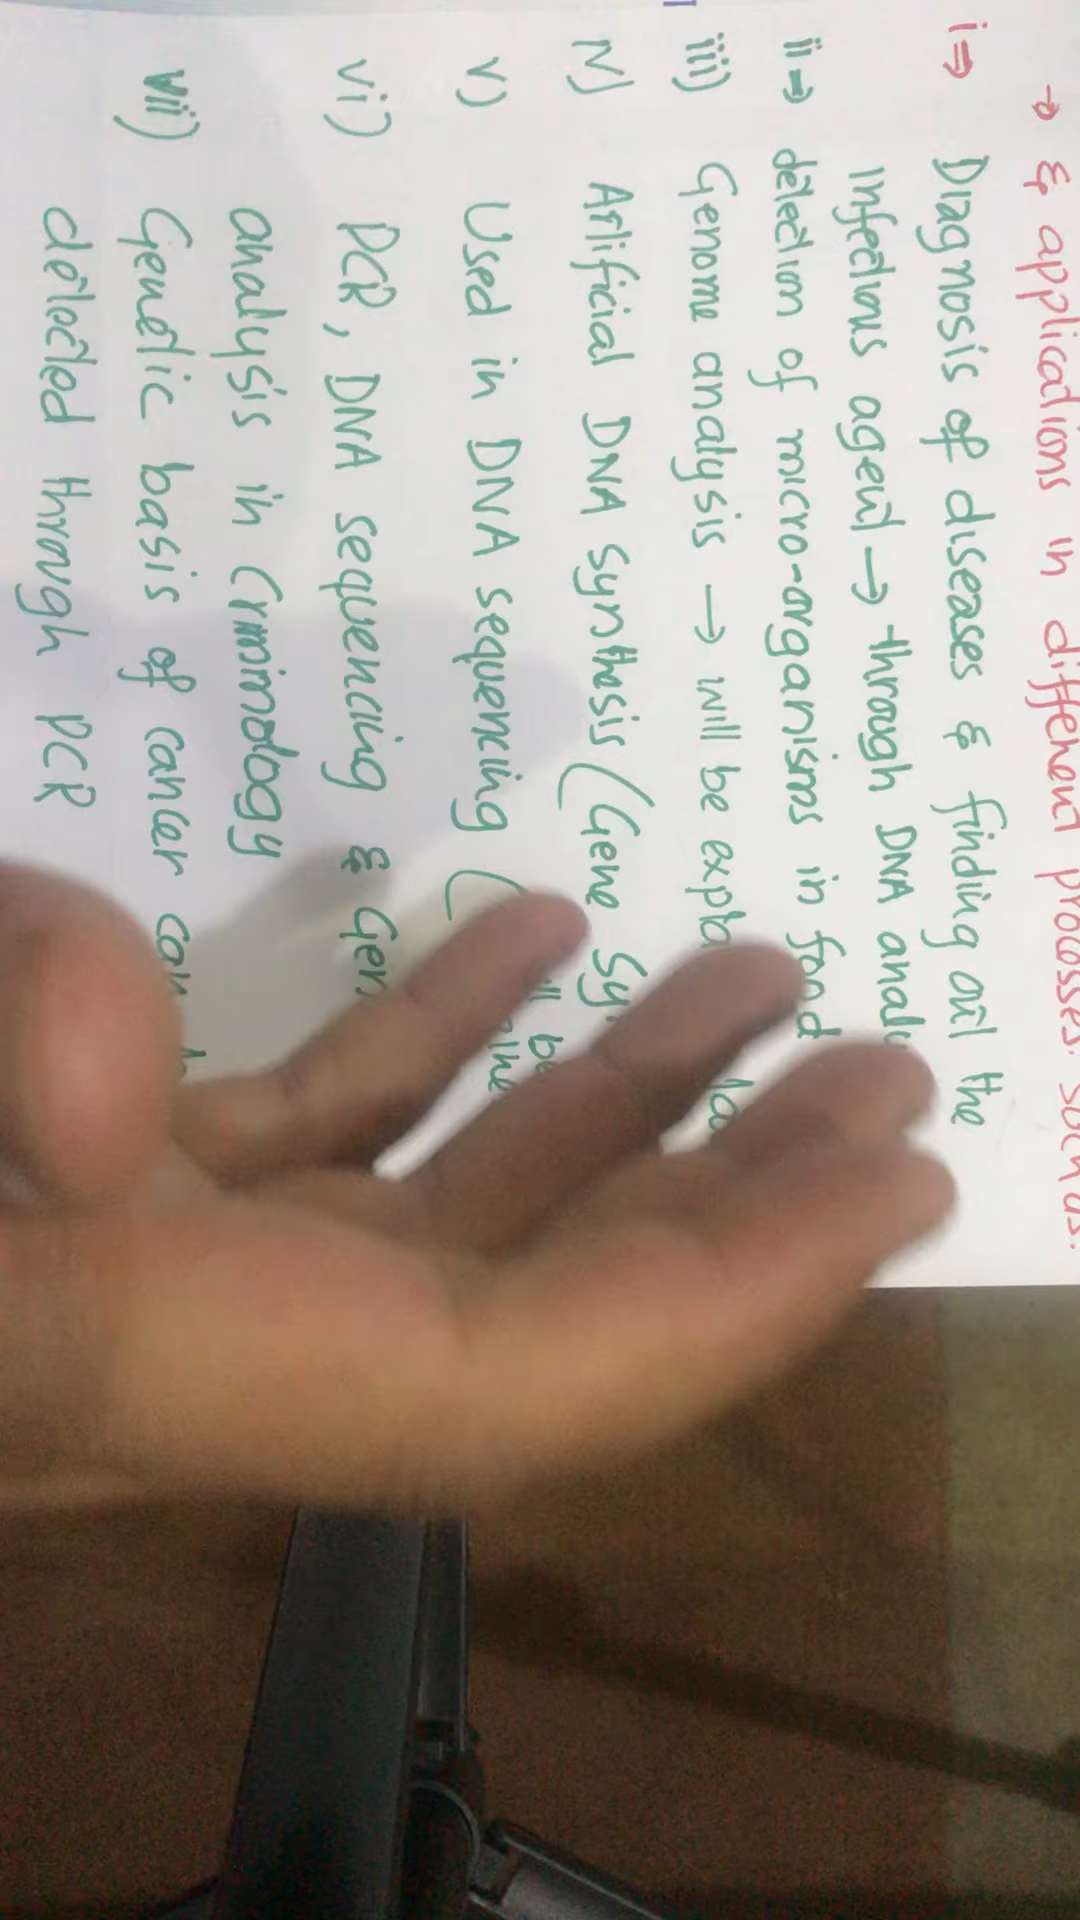 → & applications in different processes. such as:
i⇒ Diagnosis of diseases & finding out the
infectious agent → through DNA
ii⇒ detection of micro-organisms in food
iii) Genome analysis → will be
iv) Artificial DNA synthesis (Gene
v) Used in DNA sequencing (
vi) PCR, DNA sequencing &
analysis in Criminology
vii) Genetic basis of cancer can
detected through PCR